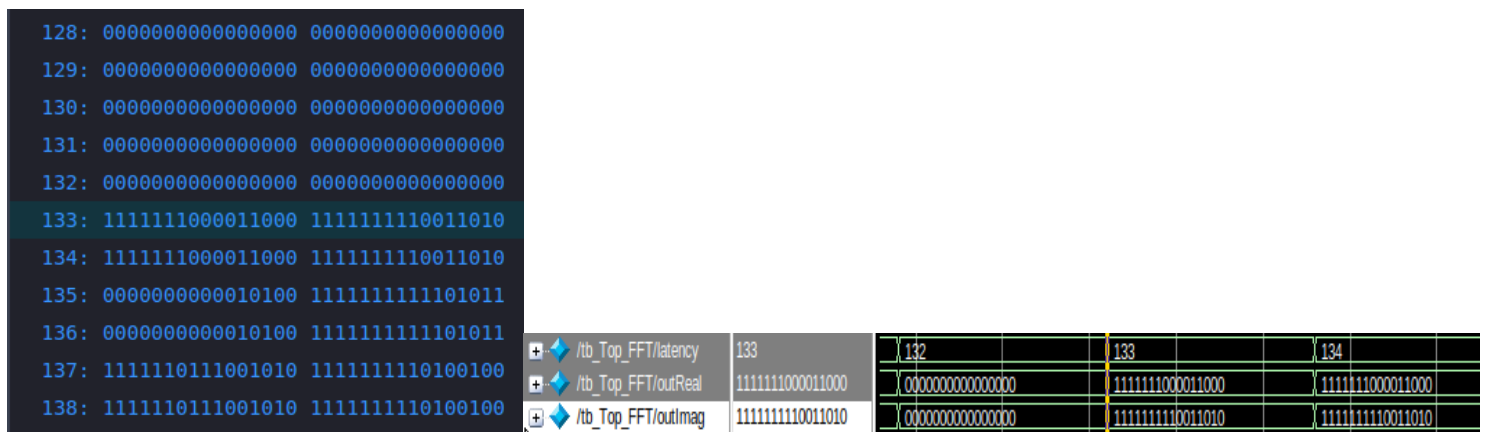 128: 0000000000000000 0000000000000000
129: 0000000000000000 0000000000000000
130: 0000000000000000 0000000000000000
131: 0000000000000000 0000000000000000
132: 0000000000000000 0000000000000000
133: 1111111000011000 1111111110011010
134: 1111111000011000 1111111110011010
135: 0000000000010100 1111111111101011
136: 0000000000010100 1111111111101011
137: 1111110111001010 1111111110100100
138: 1111110111001010 1111111110100100
/tb_Top_FFT/latency 133 132 133 134
/tb_Top_FFT/outReal 1111111000011000 0000000000000000 1111111000011000 1111111000011000
/tb_Top_FFT/outImag 1111111110011010 0000000000000000 1111111110011010 1111111110011010